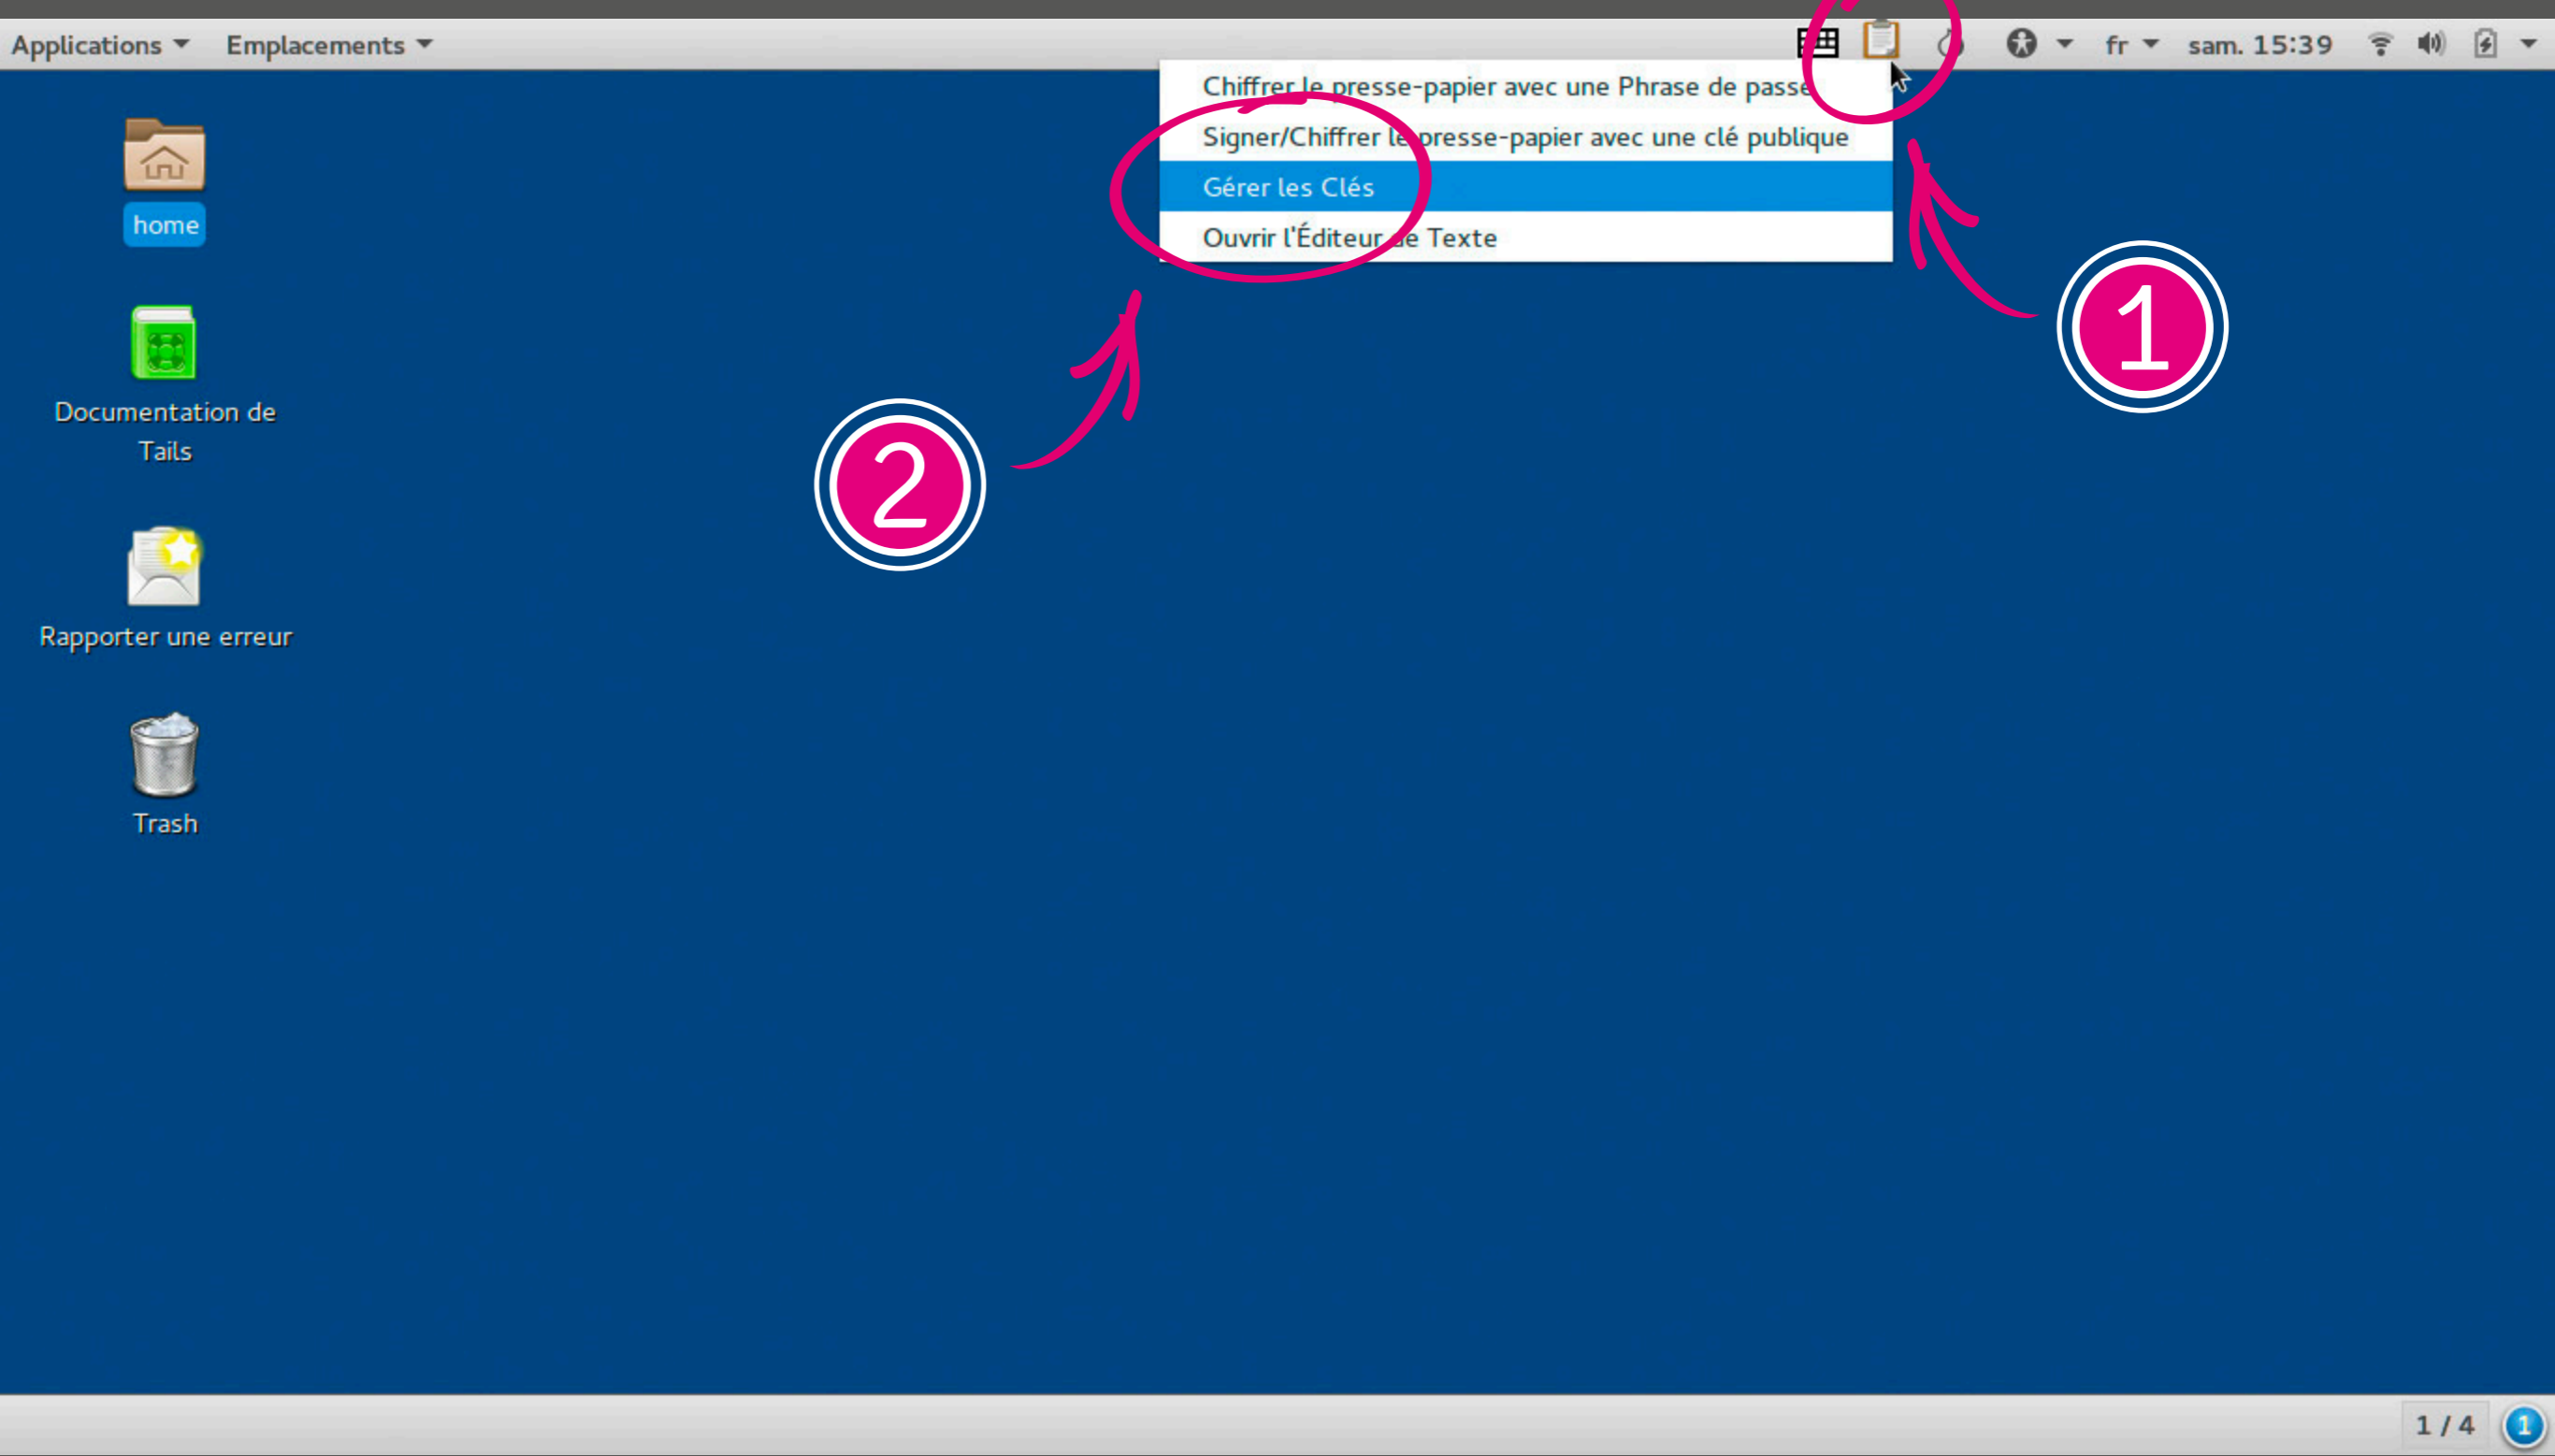 Applications Emplacements fr sam. 15:39
Chiffrer le presse-papier avec une Phrase de passe
Signer/Chiffrer le presse-papier avec une clé publique
Gérer les Clés
Ouvrir l'Éditeur de Texte
home
1
Documentation de
Tails
2
Rapporter une erreur
Trash
1 / 4 1